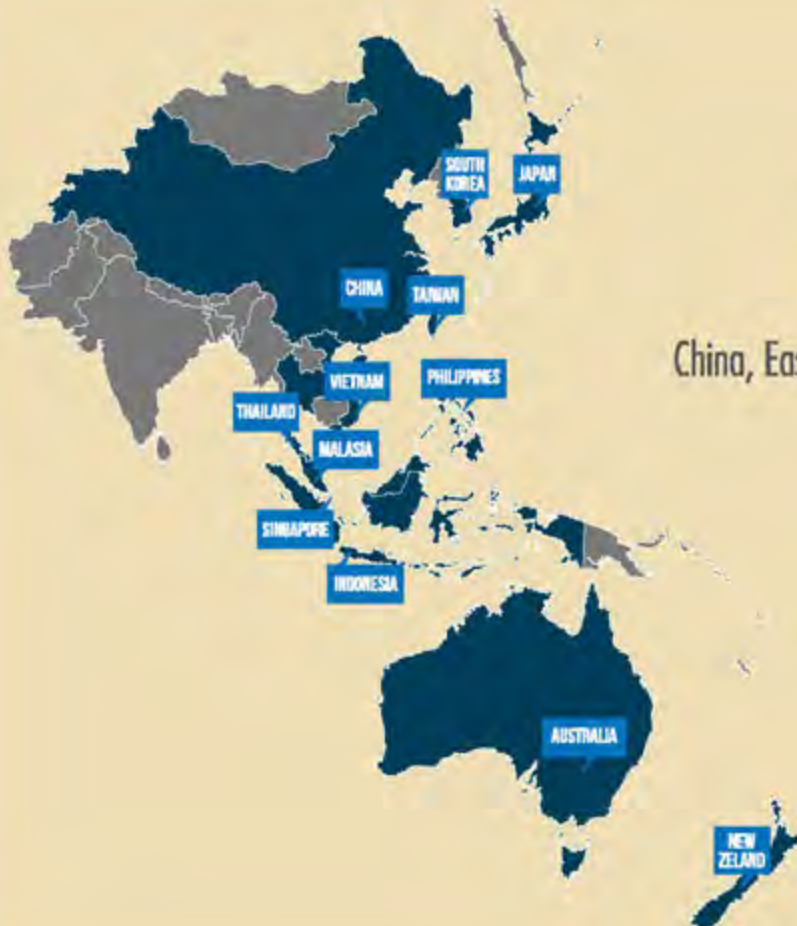 SOUTH
KOREA
JAPAN
CHINA
TAIWAN
China, Eas
VIETNAM
PHILIPPINES
THAILAND
MALASIA
SINGAPORE
INDONESIA
AUSTRALIA
NEW
ZELAND